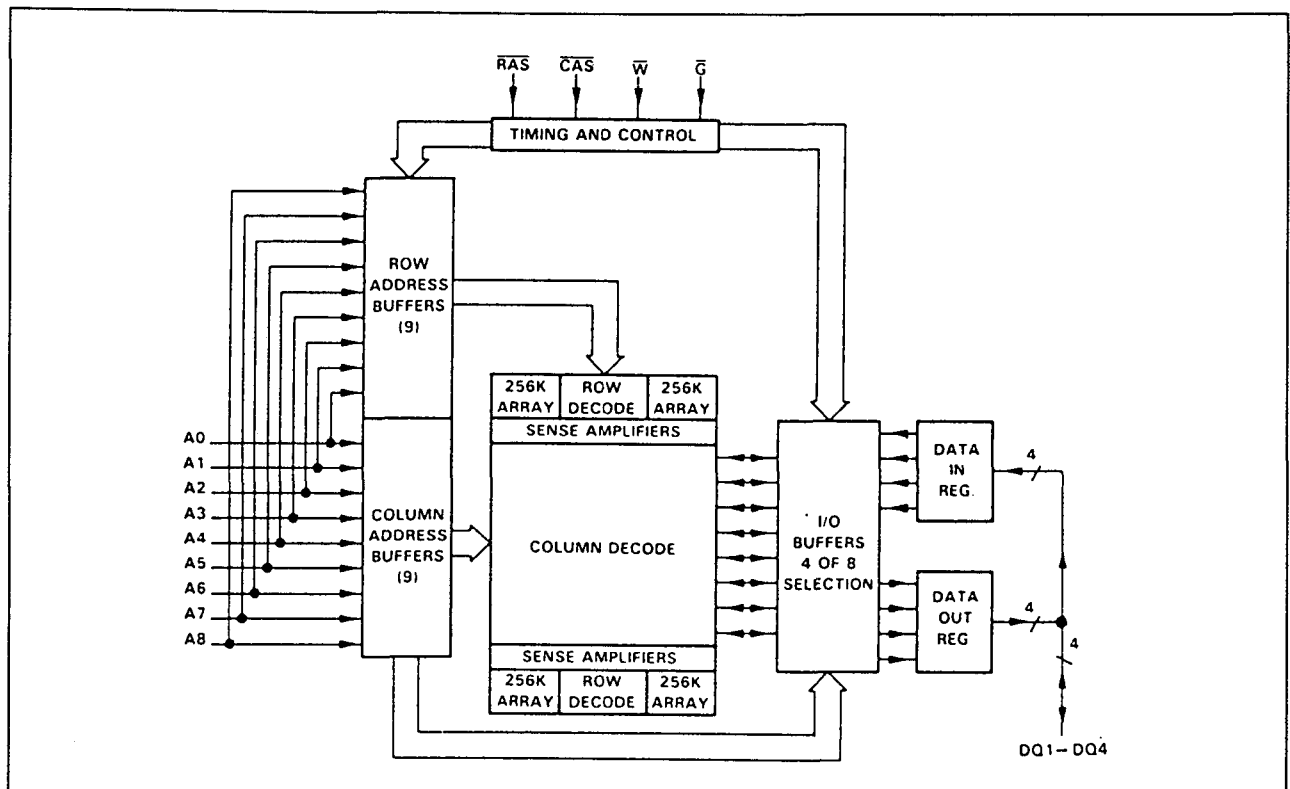 R̅A̅S̅ C̅A̅S̅ W̅ G̅
TIMING AND CONTROL
ROW
ADDRESS
BUFFERS
(9)
256K
ARRAY
ROW
DECODE
256K
ARRAY
SENSE AMPLIFIERS
A0
A1
A2
A3
A4
A5
A6
A7
A8
COLUMN
ADDRESS
BUFFERS
(9)
COLUMN DECODE
I/O
BUFFERS
4 OF 8
SELECTION
DATA
IN
REG.
4
DATA
OUT
REG
4
4
SENSE AMPLIFIERS
256K
ARRAY
ROW
DECODE
256K
ARRAY
DQ1–DQ4